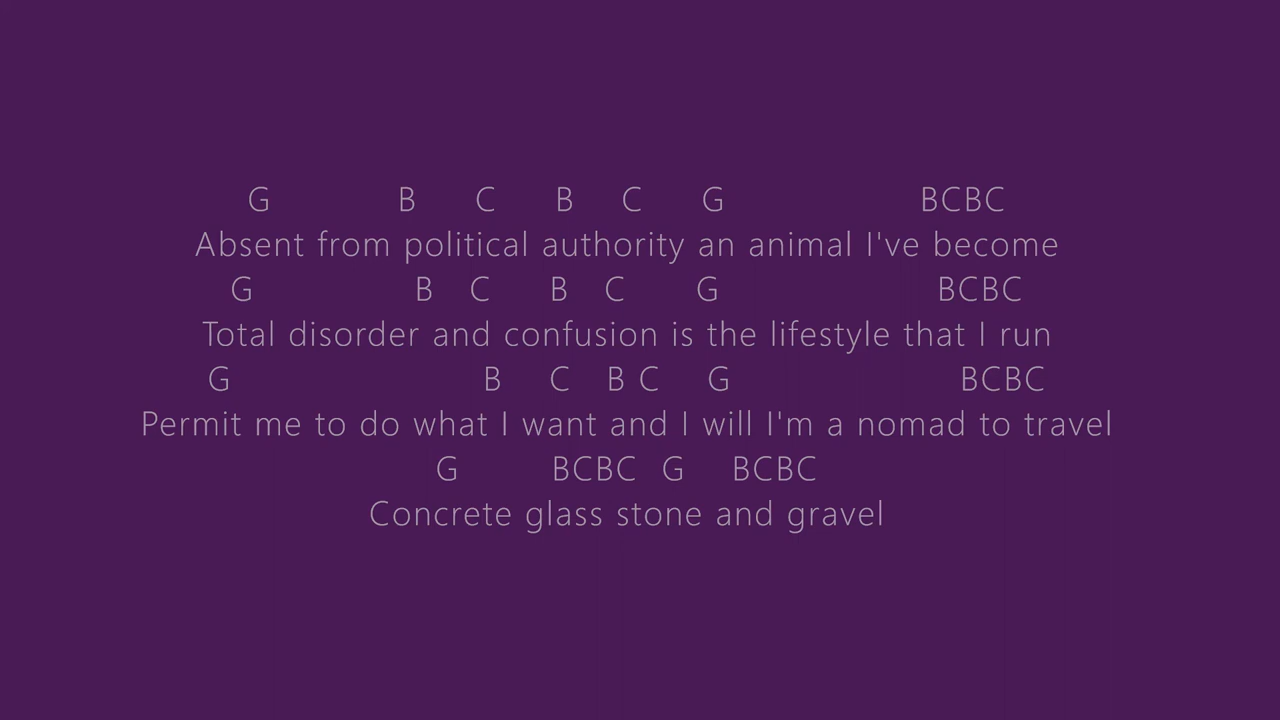 G B C B C G BCBC
Absent from political authority an animal I've become
G B C B C G BCBC
Total disorder and confusion is the lifestyle that I run
G B C B C G BCBC
Permit me to do what I want and I will I'm a nomad to travel
G BCBC G BCBC
Concrete glass stone and gravel